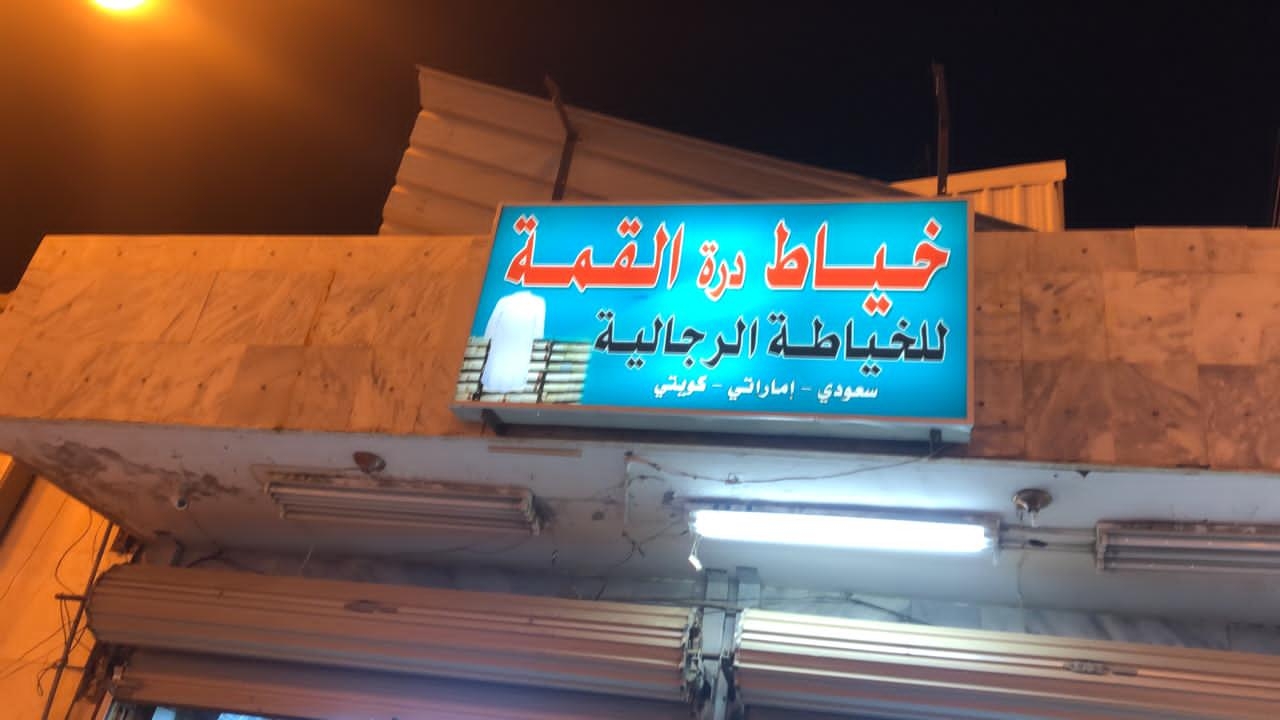 خياط درة القمة
للخياطة الرجالية
سعودي - إماراتي - كويتي